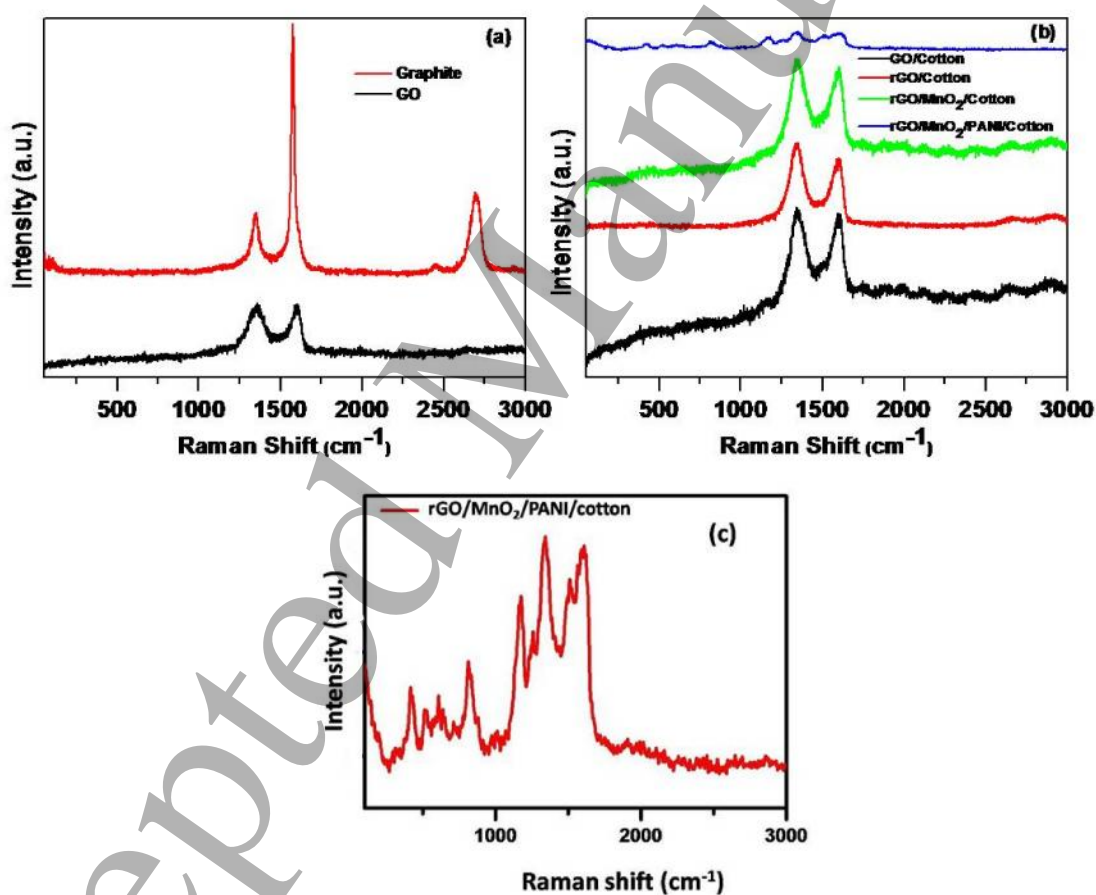 (a)
Graphite
GO
Intensity (a.u.)
500 1000 1500 2000 2500 3000
Raman Shift (cm⁻¹)
(b)
GO/Cotton
rGO/Cotton
rGO/MnO₂/Cotton
rGO/MnO₂/PANI/Cotton
Intensity (a.u.)
500 1000 1500 2000 2500 3000
Raman Shift (cm⁻¹)
rGO/MnO₂/PANI/cotton
(c)
Intensity (a.u.)
1000 2000 3000
Raman shift (cm⁻¹)
epted Manu